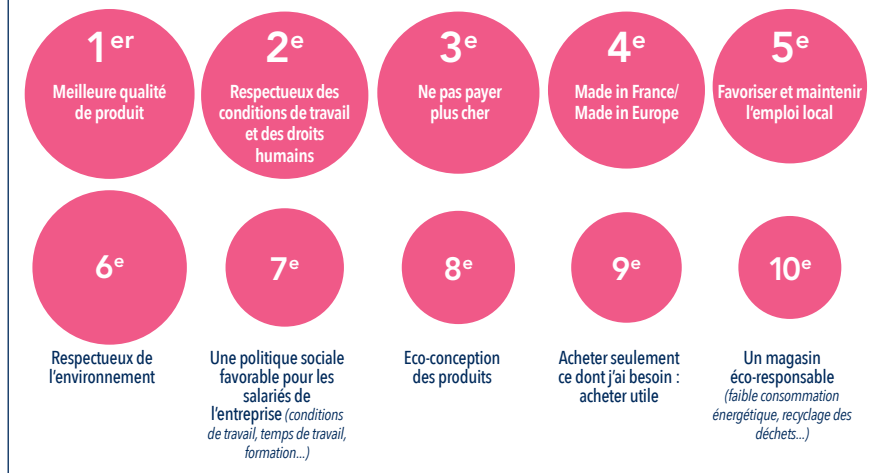 1er
Meilleure qualité
de produit
2e
Respectueux des
conditions de travail
et des droits
humains
3e
Ne pas payer
plus cher
4e
Made in France/
Made in Europe
5e
Favoriser et maintenir
l'emploi local
6e
Respectueux de
l'environnement
7e
Une politique sociale
favorable pour les
salariés de
l'entreprise (conditions
de travail, temps de travail,
formation...)
8e
Eco-conception
des produits
9e
Acheter seulement
ce dont j'ai besoin :
acheter utile
10e
Un magasin
éco-responsable
(faible consommation
énergétique, recyclage des
déchets...)